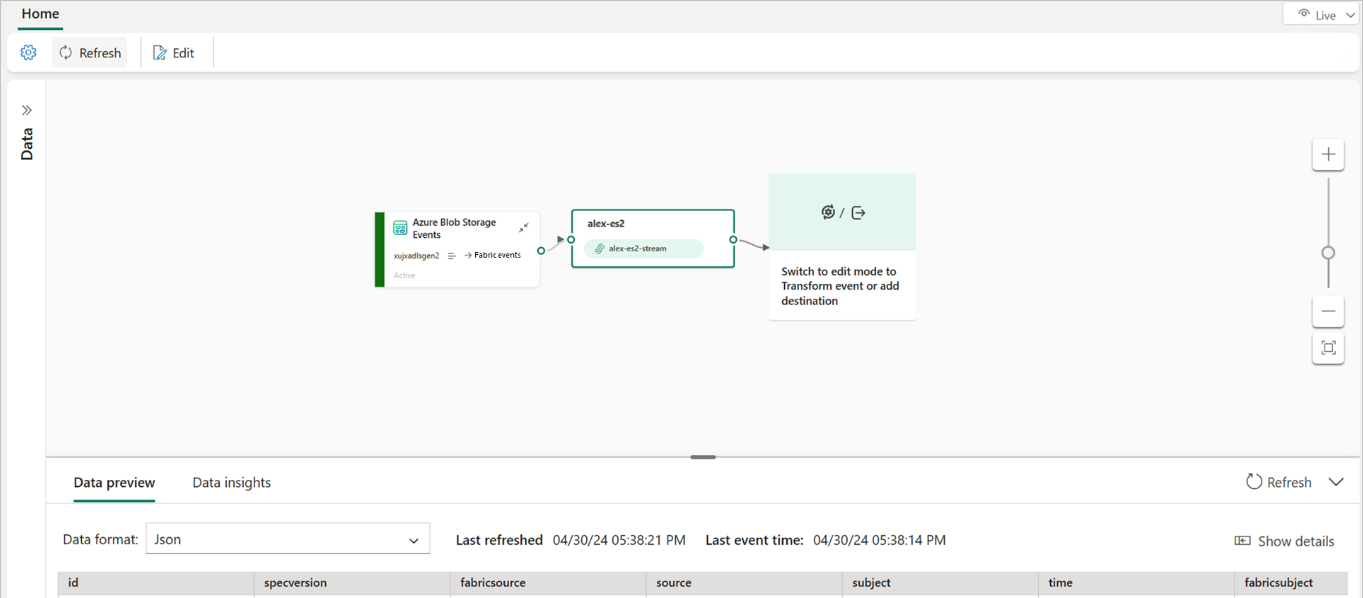 Home
Live
Refresh
Edit
Data
Azure Blob Storage
Events
xujxadlsgen2
Fabric events
Active
alex-es2
alex-es2-stream
/
Switch to edit mode to
Transform event or add
destination
Data preview
Data insights
Refresh
Data format: Json
Last refreshed 04/30/24 05:38:21 PM
Last event time: 04/30/24 05:38:14 PM
Show details
id specversion fabricsource source subject time fabricsubject